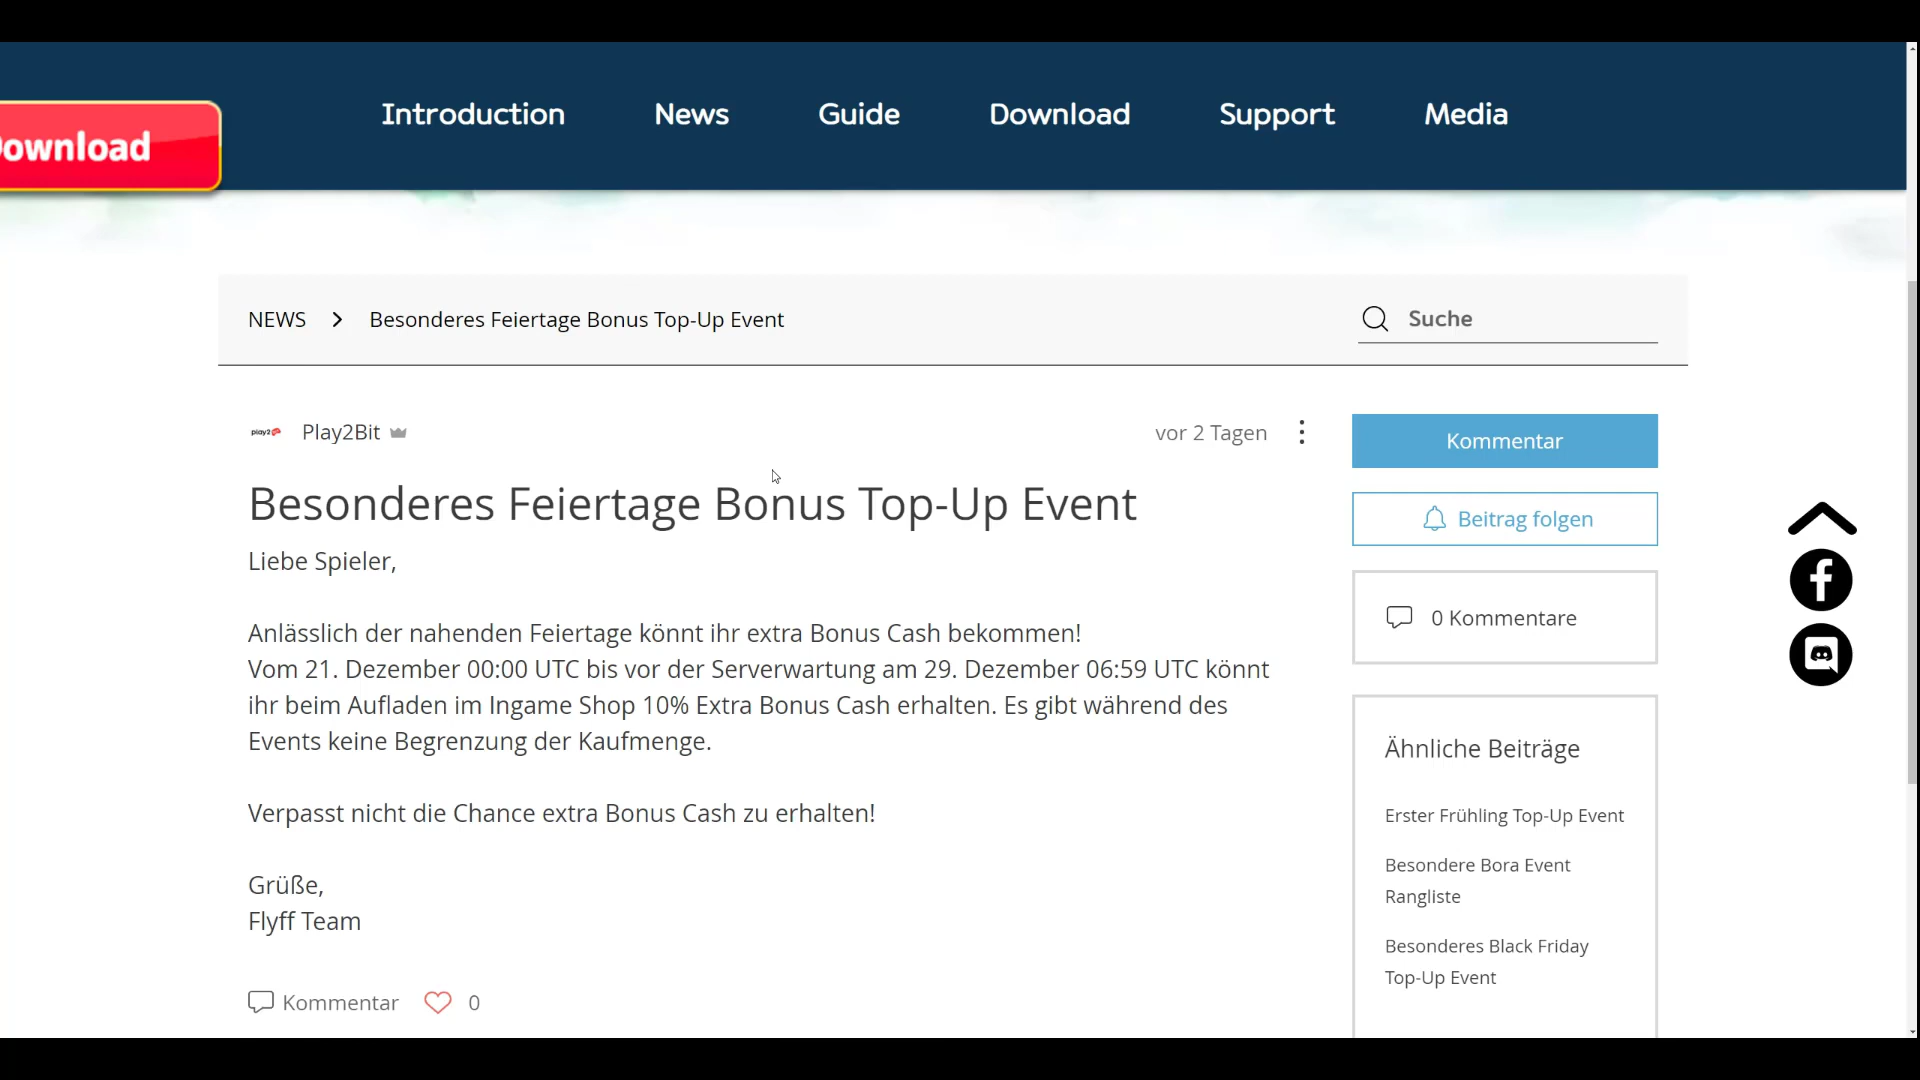 Introduction News Guide Download Support Media
ownload
NEWS Besonderes Feiertage Bonus Top-Up Event
Suche
play2
Play2Bit
vor 2 Tagen
Besonderes Feiertage Bonus Top-Up Event
Liebe Spieler,
Anlässlich der nahenden Feiertage könnt ihr extra Bonus Cash bekommen!
Vom 21. Dezember 00:00 UTC bis vor der Serverwartung am 29. Dezember 06:59 UTC könnt
ihr beim Aufladen im Ingame Shop 10% Extra Bonus Cash erhalten. Es gibt während des
Events keine Begrenzung der Kaufmenge.
Verpasst nicht die Chance extra Bonus Cash zu erhalten!
Grüße,
Flyff Team
Kommentar 0
Kommentar
Beitrag folgen
0 Kommentare
Ähnliche Beiträge
Erster Frühling Top-Up Event
Besondere Bora Event
Rangliste
Besonderes Black Friday
Top-Up Event